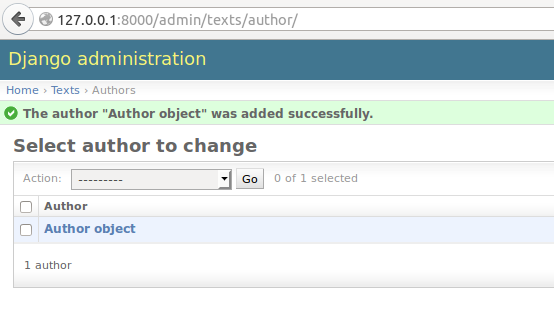 127.0.0.1:8000/admin/texts/author/
Django administration
Home › Texts › Authors
The author "Author object" was added successfully.
Select author to change
Action: --------- Go 0 of 1 selected
Author
Author object
1 author